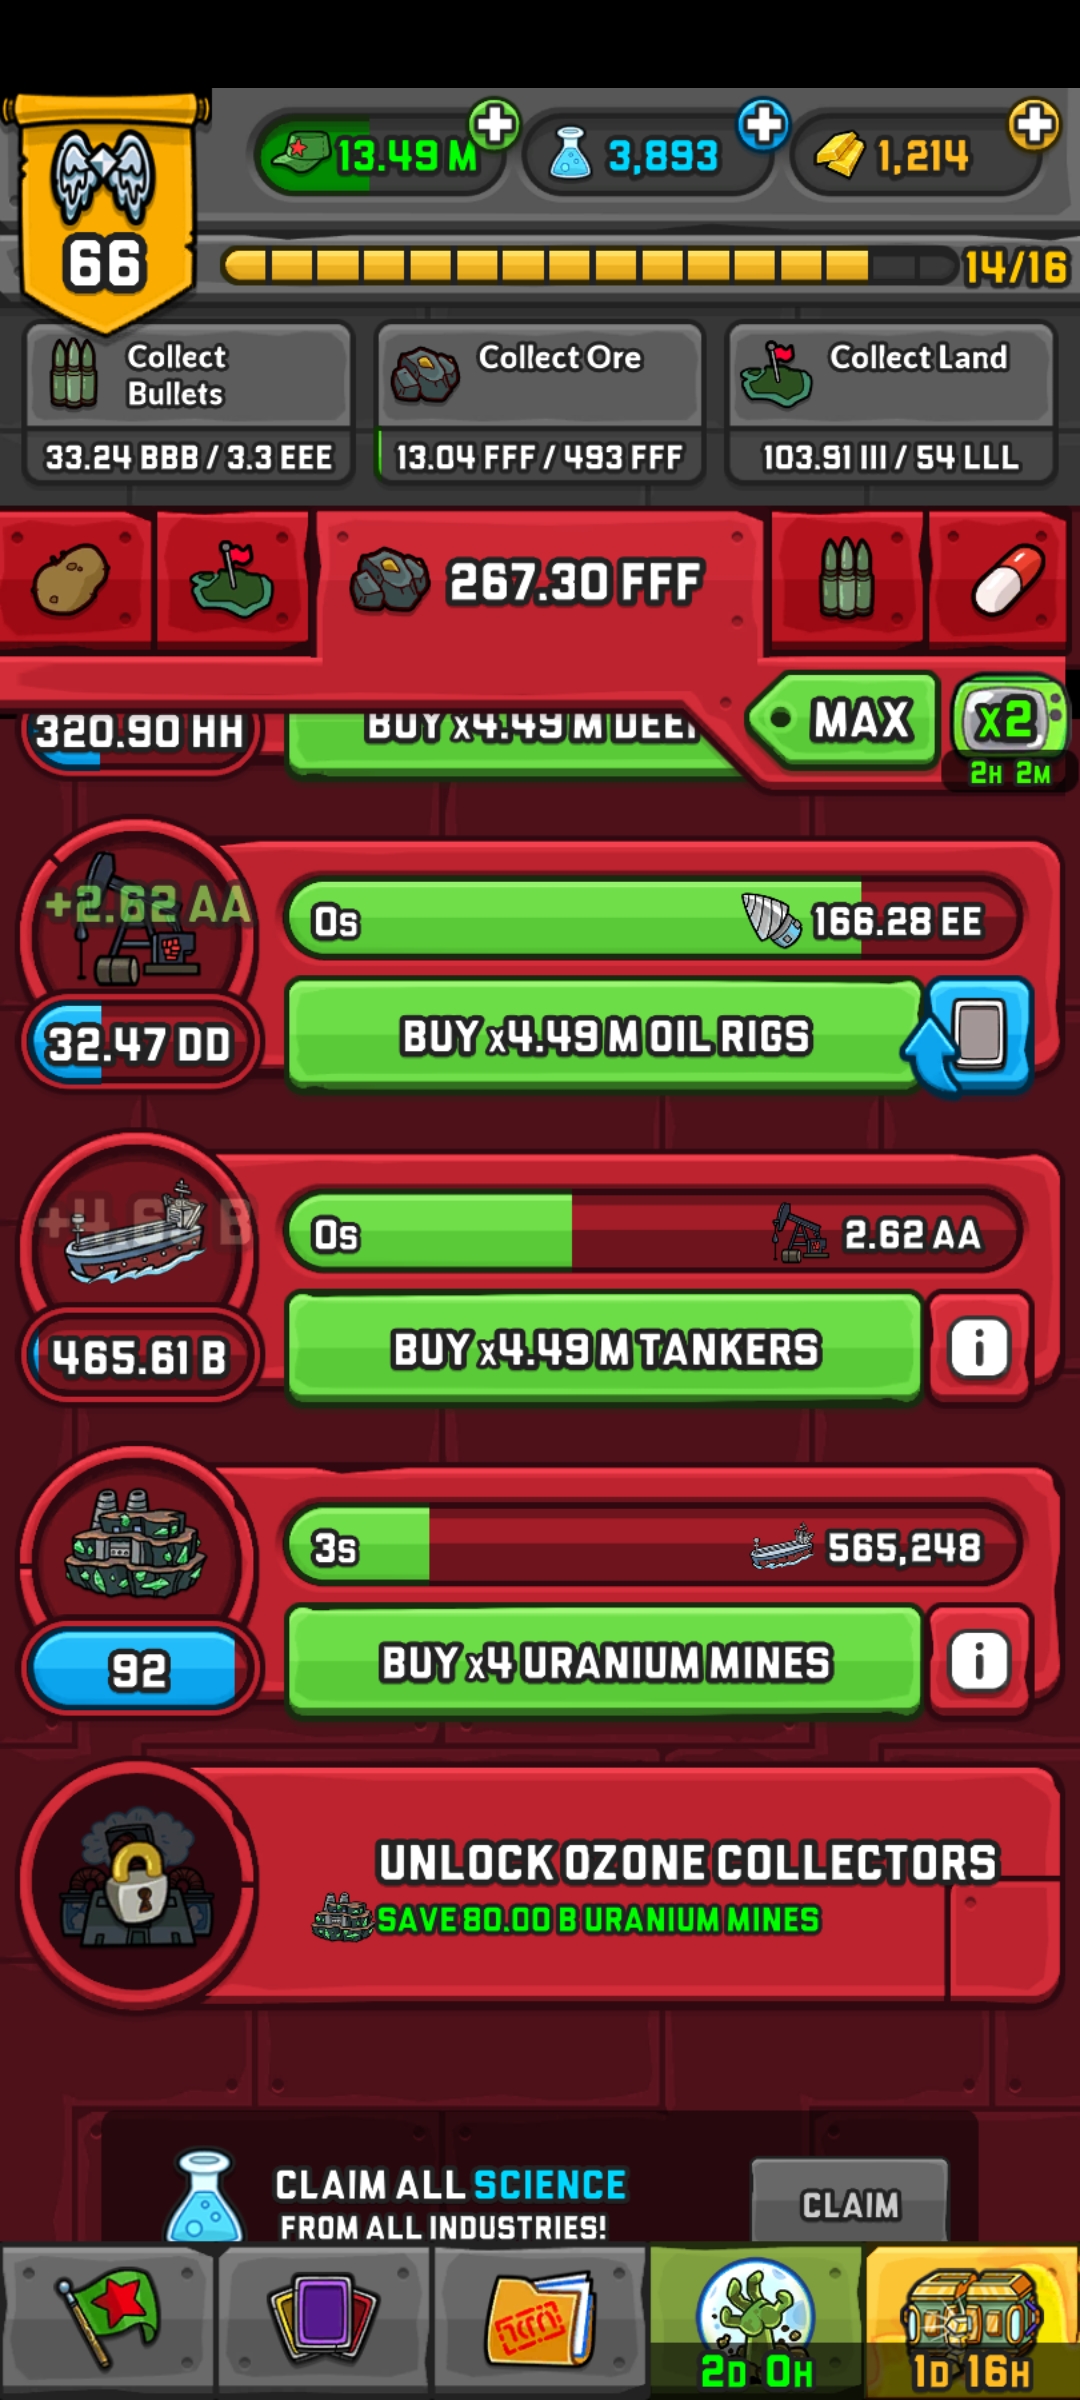 13.49 M
3,893
1,214
66
14/16
Collect
Bullets
Collect Ore
Collect Land
33.24 BBB / 3.3 EEE
13.04 FFF / 493 FFF
103.91 III / 54 LLL
267.30 FFF
320.90 HH
BUY x4.49 M DEE
MAX
x2
2H 2M
+2.62 AA
0s
166.28 EE
32.47 DD
BUY x4.49 M OIL RIGS
0s
2.62 AA
465.61 B
BUY x4.49 M TANKERS
i
3s
565,248
92
BUY x4 URANIUM MINES
i
UNLOCK OZONE COLLECTORS
SAVE 80.00 B URANIUM MINES
CLAIM ALL SCIENCE
FROM ALL INDUSTRIES!
CLAIM
2D 0H
1D 16H